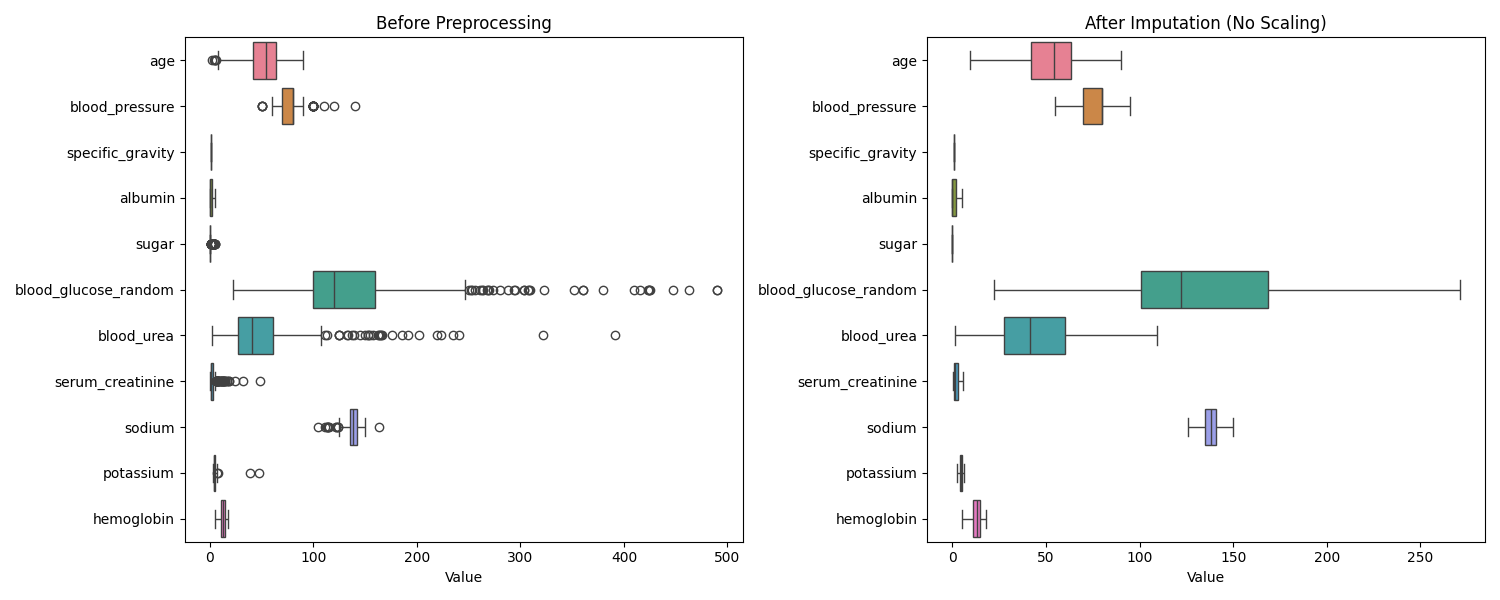 Before Preprocessing
age
blood_pressure
specific_gravity
albumin
sugar
blood_glucose_random
blood_urea
serum_creatinine
sodium
potassium
hemoglobin
0 100 200 300 400 500
Value
After Imputation (No Scaling)
age
blood_pressure
specific_gravity
albumin
sugar
blood_glucose_random
blood_urea
serum_creatinine
sodium
potassium
hemoglobin
0 50 100 150 200 250
Value